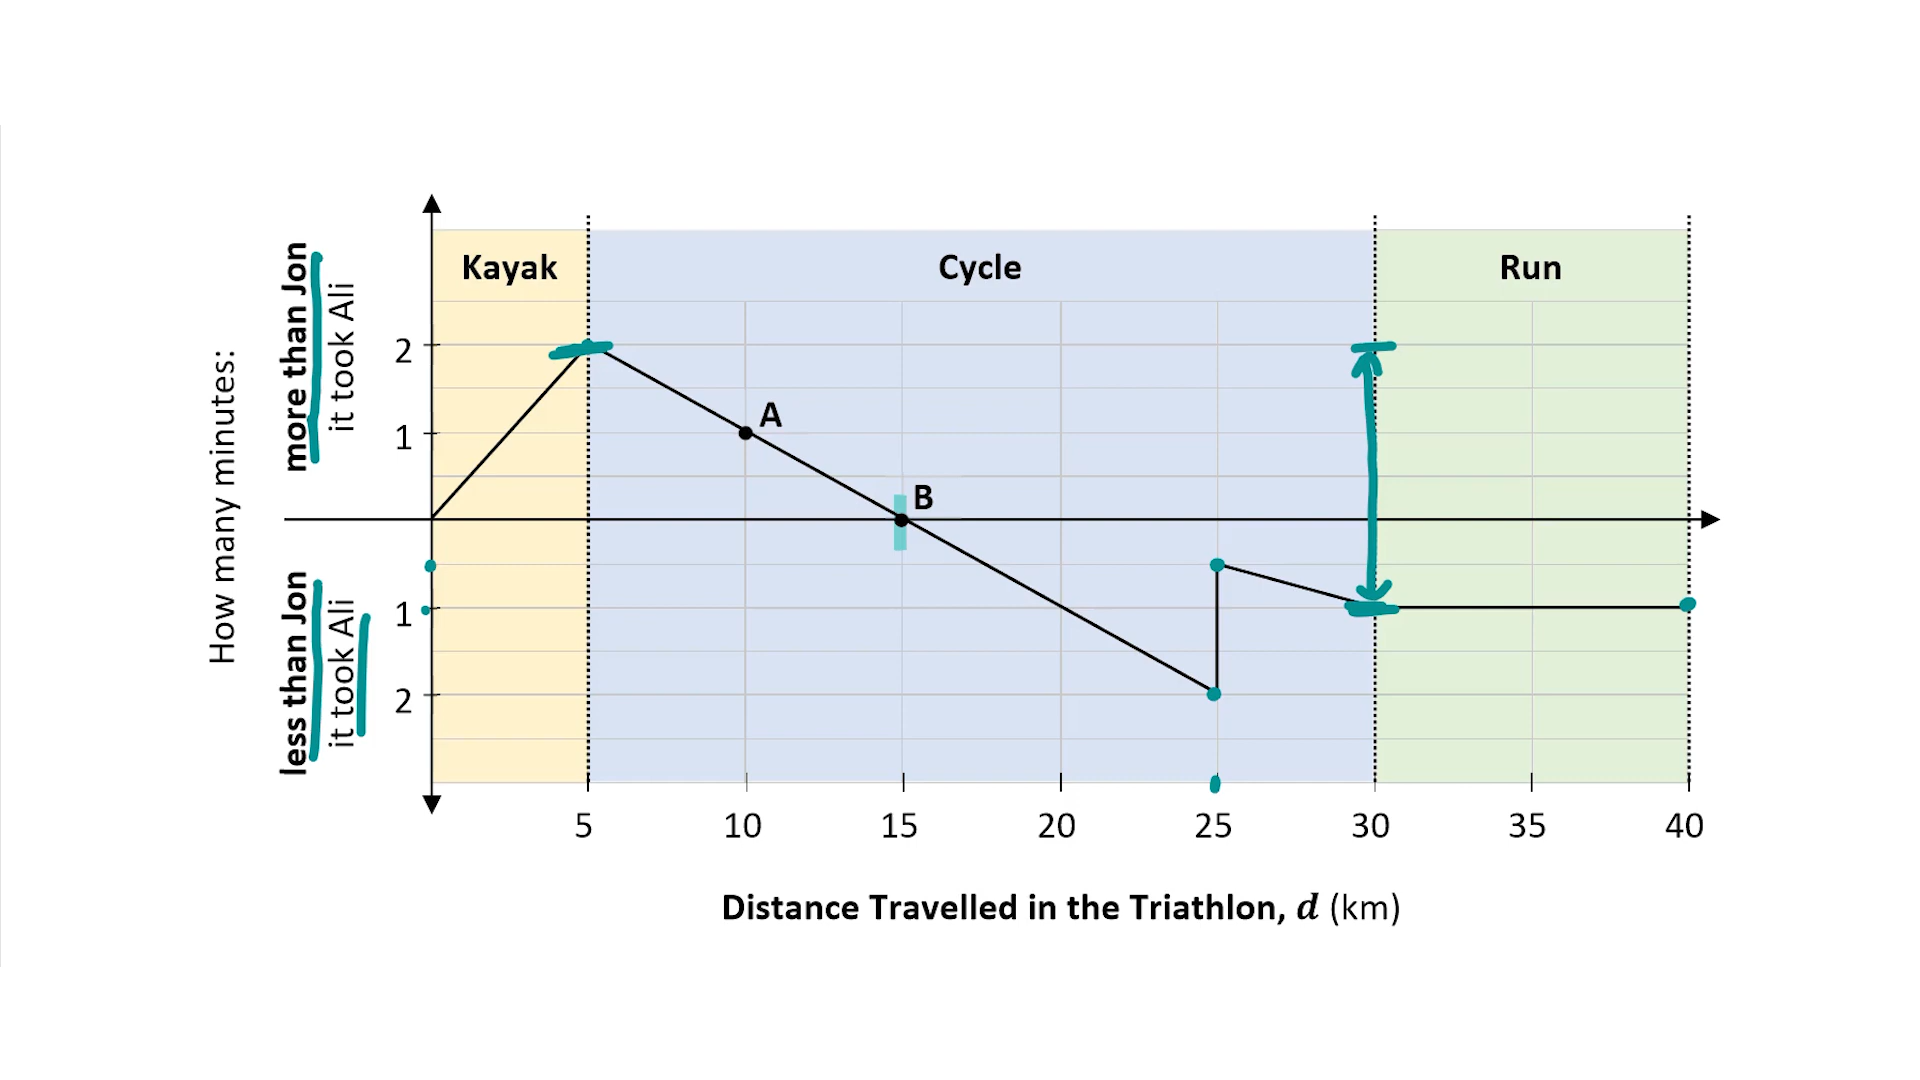 Kayak
Cycle
Run
How many minutes:
more than Jon
it took Ali
less than Jon
it took Ali
2
1
1
2
A
B
5 10 15 20 25 30 35 40
Distance Travelled in the Triathlon, d (km)